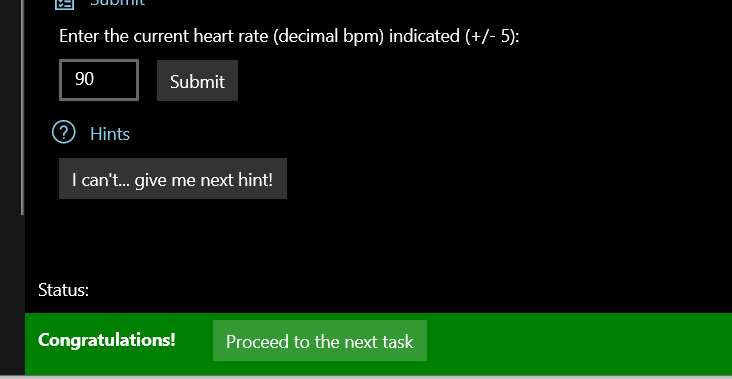 Submit
Enter the current heart rate (decimal bpm) indicated (+/- 5):
90 Submit
Hints
I can't... give me next hint!
Status:
Congratulations! Proceed to the next task